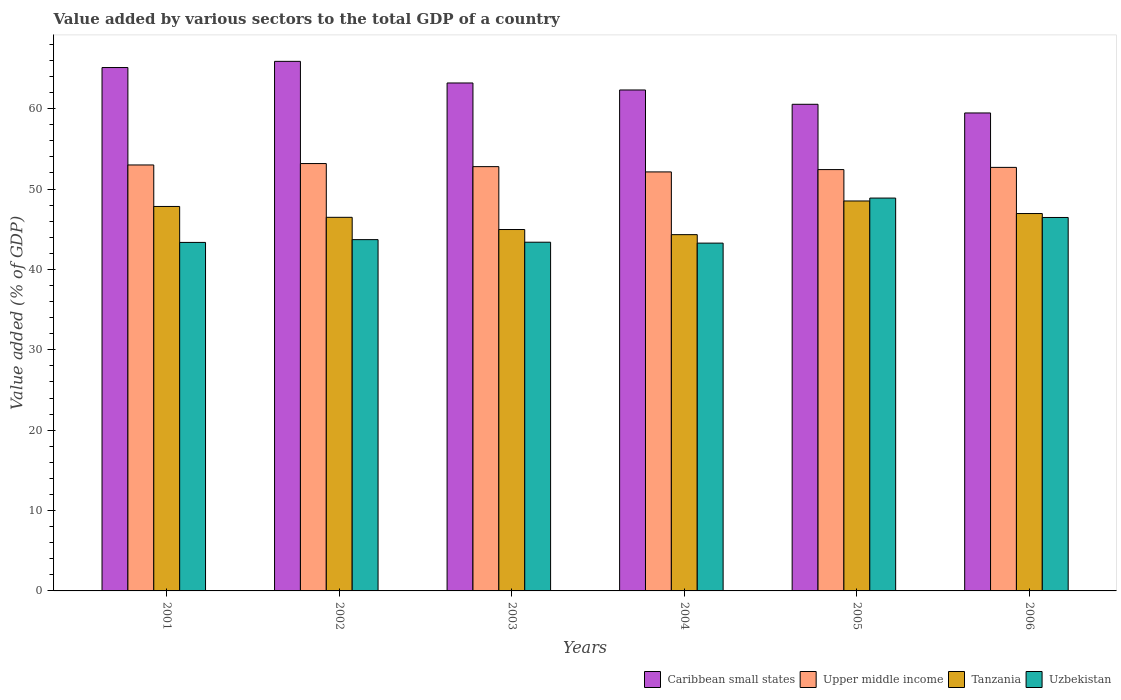 Value added by various sectors to the total GDP of a country
Value added (% of GDP)
60
50
40
30
20
10
0
2001
2002
2003
2004
2005
2006
Years
Caribbean small states
Upper middle income
Tanzania
Uzbekistan